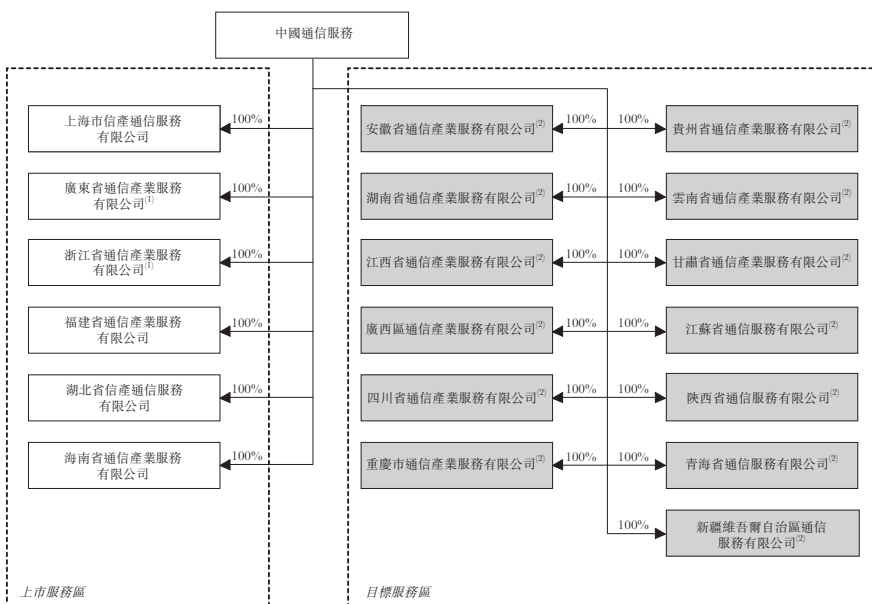 中國通信服務
上海市信產通信服務
有限公司
100%
廣東省通信產業服務
有限公司(1)
100%
浙江省通信產業服務
有限公司(1)
100%
福建省通信產業服務
有限公司
100%
湖北省信產通信服務
有限公司
100%
海南省通信產業服務
有限公司
100%
上市服務區
安徽省通信產業服務有限公司(2)
100%
100%
貴州省通信產業服務有限公司(2)
湖南省通信產業服務有限公司(2)
100%
100%
雲南省通信產業服務有限公司(2)
江西省通信產業服務有限公司(2)
100%
100%
甘肅省通信產業服務有限公司(2)
廣西區通信產業服務有限公司(2)
100%
100%
江蘇省通信服務有限公司(2)
四川省通信產業服務有限公司(2)
100%
100%
陝西省通信服務有限公司(2)
重慶市通信產業服務有限公司(2)
100%
100%
青海省通信服務有限公司(2)
100%
新疆維吾爾自治區通信
服務有限公司(2)
目標服務區